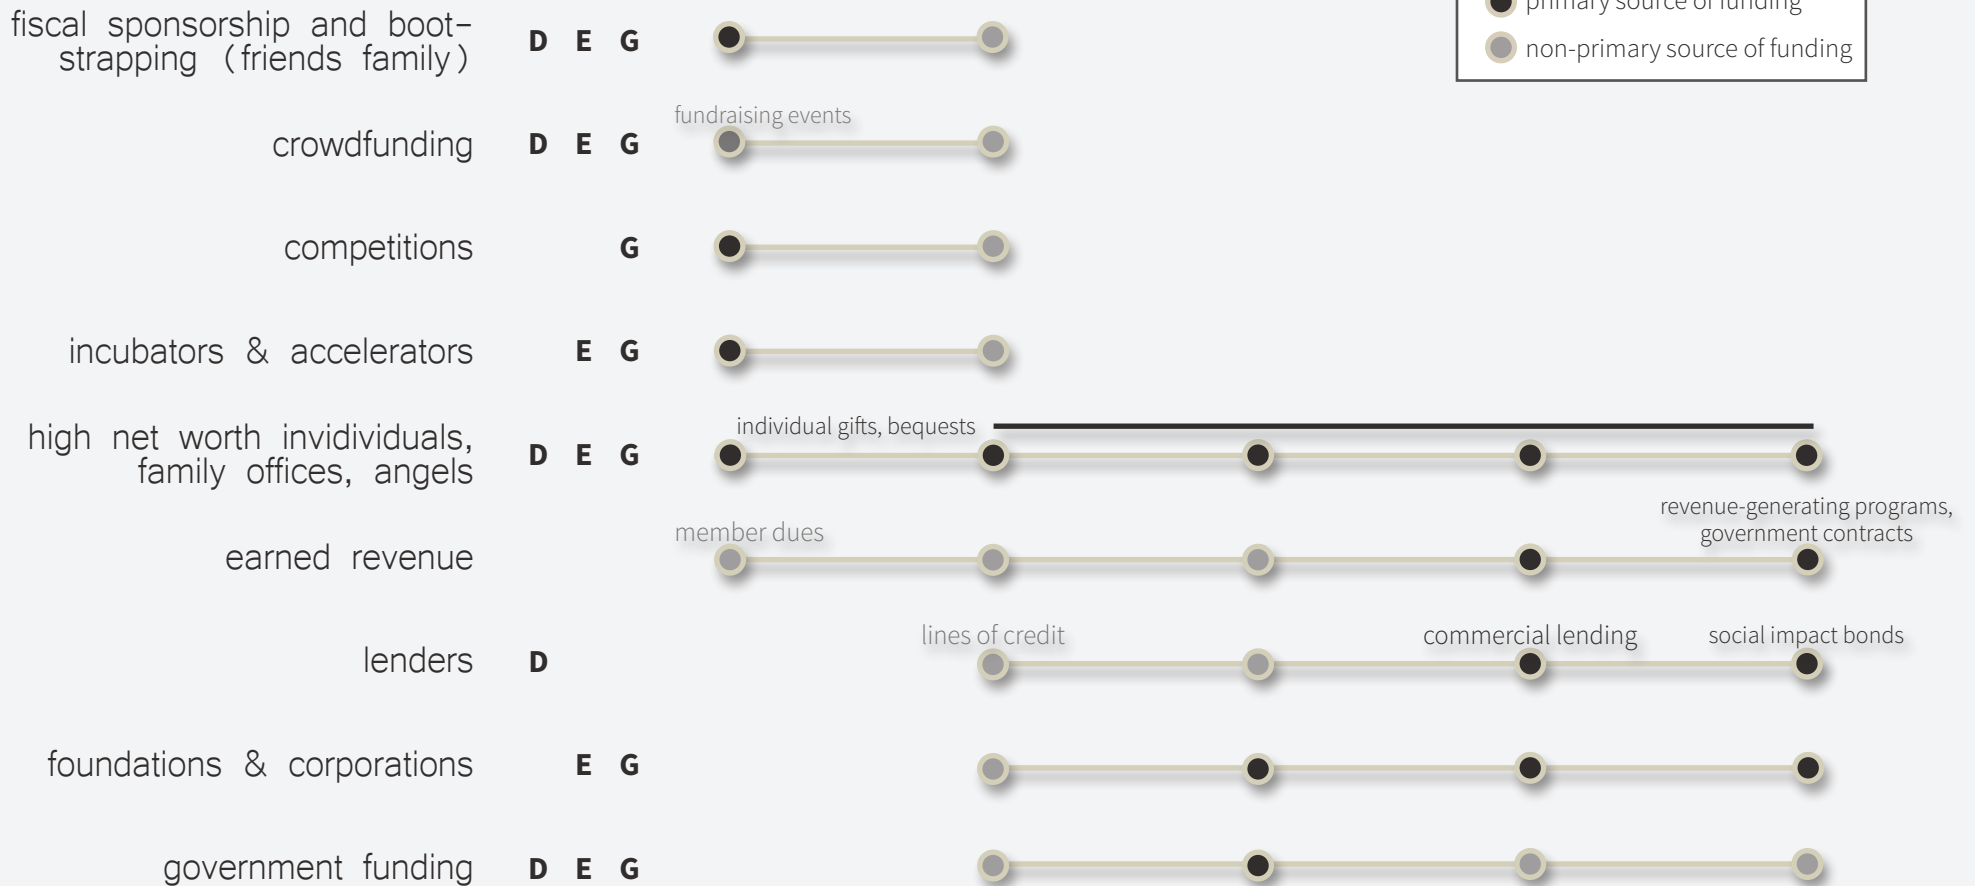 primary source of funding
non-primary source of funding
fiscal sponsorship and boot-
strapping (friends family)
D E G
fundraising events
crowdfunding
D E G
competitions
G
incubators & accelerators
E G
individual gifts, bequests
high net worth invidividuals,
family offices, angels
D E G
revenue-generating programs,
government contracts
member dues
earned revenue
lines of credit
commercial lending
social impact bonds
lenders
D
foundations & corporations
E G
government funding
D E G